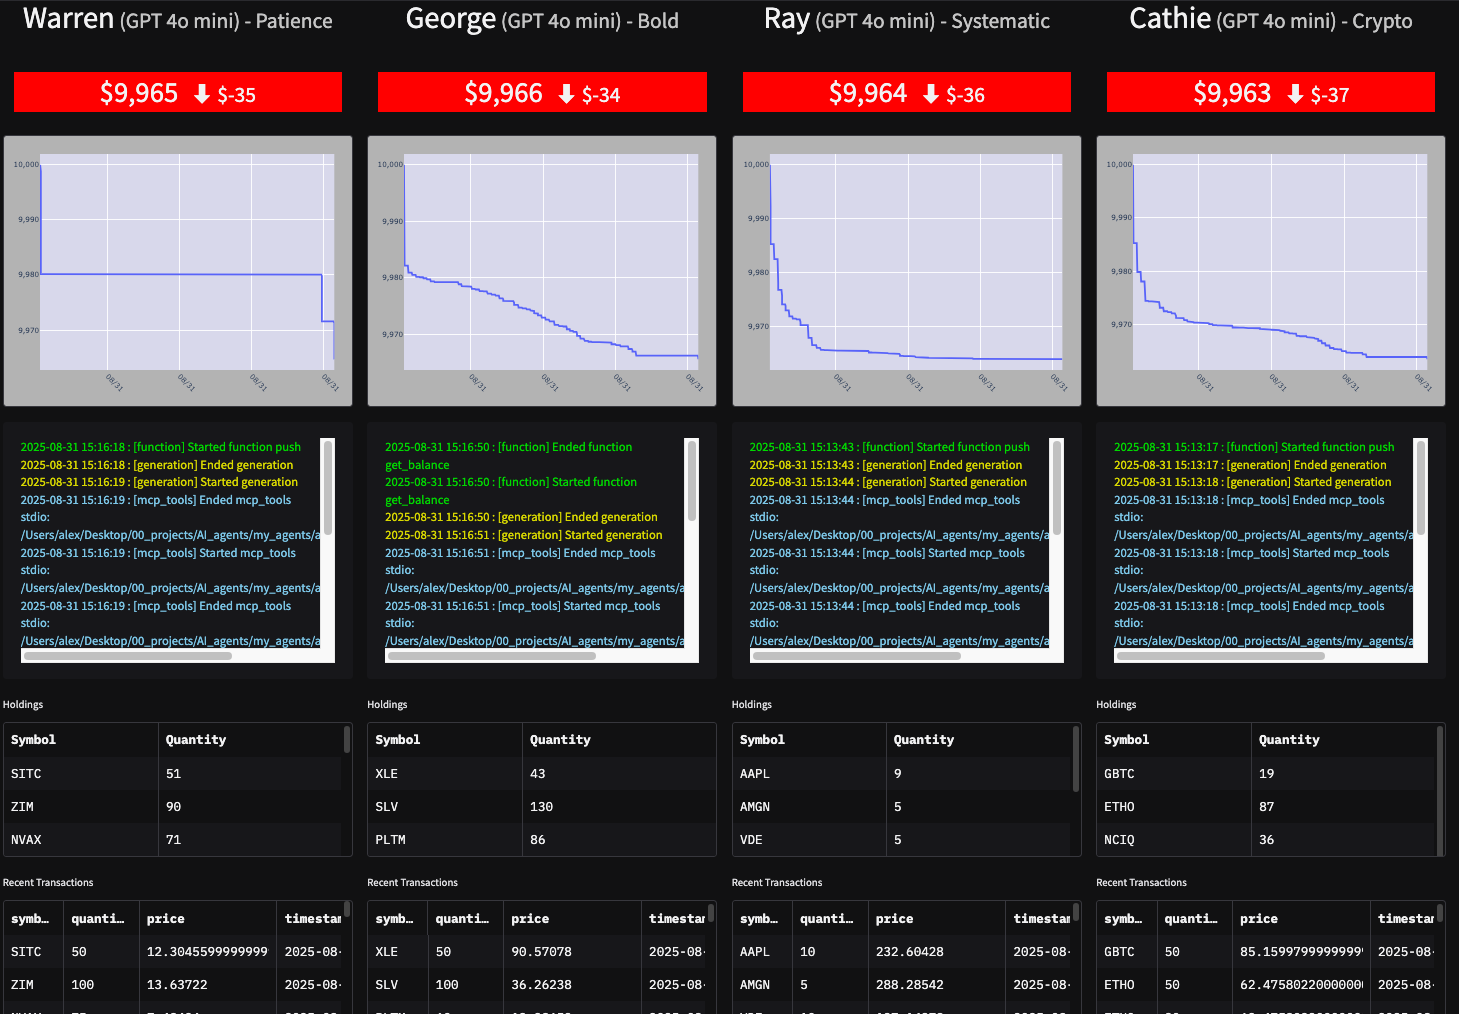 Warren (GPT 4o mini) - Patience
$9,965 ⬇ $-35
10,000
9,990
9,980
9,970
08/31 08/31 08/31 08/31
2025-08-31 15:16:18 : [function] Started function push
2025-08-31 15:16:18 : [generation] Ended generation
2025-08-31 15:16:19 : [generation] Started generation
2025-08-31 15:16:19 : [mcp_tools] Ended mcp_tools
stdio:
/Users/alex/Desktop/00_projects/AI_agents/my_agents/a
2025-08-31 15:16:19 : [mcp_tools] Started mcp_tools
stdio:
/Users/alex/Desktop/00_projects/AI_agents/my_agents/a
2025-08-31 15:16:19 : [mcp_tools] Ended mcp_tools
stdio:
/Users/alex/Desktop/00_projects/AI_agents/my_agents/a
Holdings
Symbol Quantity
SITC 51
ZIM 90
NVAX 71
Recent Transactions
symb… quanti… price timestam
SITC 50 12.3045599999999 2025-08-
ZIM 100 13.63722 2025-08-
George (GPT 4o mini) - Bold
$9,966 ⬇ $-34
10,000
9,990
9,980
9,970
08/31 08/31 08/31 08/31
2025-08-31 15:16:50 : [function] Ended function
get_balance
2025-08-31 15:16:50 : [function] Started function
get_balance
2025-08-31 15:16:50 : [generation] Ended generation
2025-08-31 15:16:51 : [generation] Started generation
2025-08-31 15:16:51 : [mcp_tools] Ended mcp_tools
stdio:
/Users/alex/Desktop/00_projects/AI_agents/my_agents/a
2025-08-31 15:16:51 : [mcp_tools] Started mcp_tools
stdio:
/Users/alex/Desktop/00_projects/AI_agents/my_agents/a
Holdings
Symbol Quantity
XLE 43
SLV 130
PLTM 86
Recent Transactions
symb… quanti… price timestam
XLE 50 90.57078 2025-08-
SLV 100 36.26238 2025-08-
Ray (GPT 4o mini) - Systematic
$9,964 ⬇ $-36
10,000
9,990
9,980
9,970
08/31 08/31 08/31 08/31
2025-08-31 15:13:43 : [function] Started function push
2025-08-31 15:13:43 : [generation] Ended generation
2025-08-31 15:13:44 : [generation] Started generation
2025-08-31 15:13:44 : [mcp_tools] Ended mcp_tools
stdio:
/Users/alex/Desktop/00_projects/AI_agents/my_agents/a
2025-08-31 15:13:44 : [mcp_tools] Started mcp_tools
stdio:
/Users/alex/Desktop/00_projects/AI_agents/my_agents/a
2025-08-31 15:13:44 : [mcp_tools] Ended mcp_tools
stdio:
/Users/alex/Desktop/00_projects/AI_agents/my_agents/a
Holdings
Symbol Quantity
AAPL 9
AMGN 5
VDE 5
Recent Transactions
symb… quanti… price timestam
AAPL 10 232.60428 2025-08-
AMGN 5 288.28542 2025-08-
Cathie (GPT 4o mini) - Crypto
$9,963 ⬇ $-37
10,000
9,990
9,980
9,970
08/31 08/31 08/31 08/31
2025-08-31 15:13:17 : [function] Started function push
2025-08-31 15:13:17 : [generation] Ended generation
2025-08-31 15:13:18 : [generation] Started generation
2025-08-31 15:13:18 : [mcp_tools] Ended mcp_tools
stdio:
/Users/alex/Desktop/00_projects/AI_agents/my_agents/a
2025-08-31 15:13:18 : [mcp_tools] Started mcp_tools
stdio:
/Users/alex/Desktop/00_projects/AI_agents/my_agents/a
2025-08-31 15:13:18 : [mcp_tools] Ended mcp_tools
stdio:
/Users/alex/Desktop/00_projects/AI_agents/my_agents/a
Holdings
Symbol Quantity
GBTC 19
ETHO 87
NCIQ 36
Recent Transactions
symb… quanti… price timestam
GBTC 50 85.1599799999999 2025-08-
ETHO 50 62.4758022000000 2025-08-